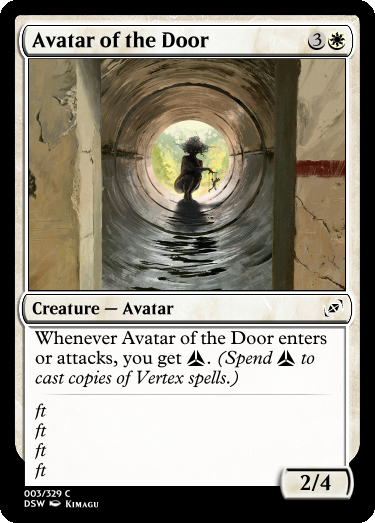 Avatar of the Door 3
Creature — Avatar
Whenever Avatar of the Door enters
or attacks, you get . (Spend to
cast copies of Vertex spells.)
ft
ft
ft
ft
2/4
003/329 C
DSW Kimagu